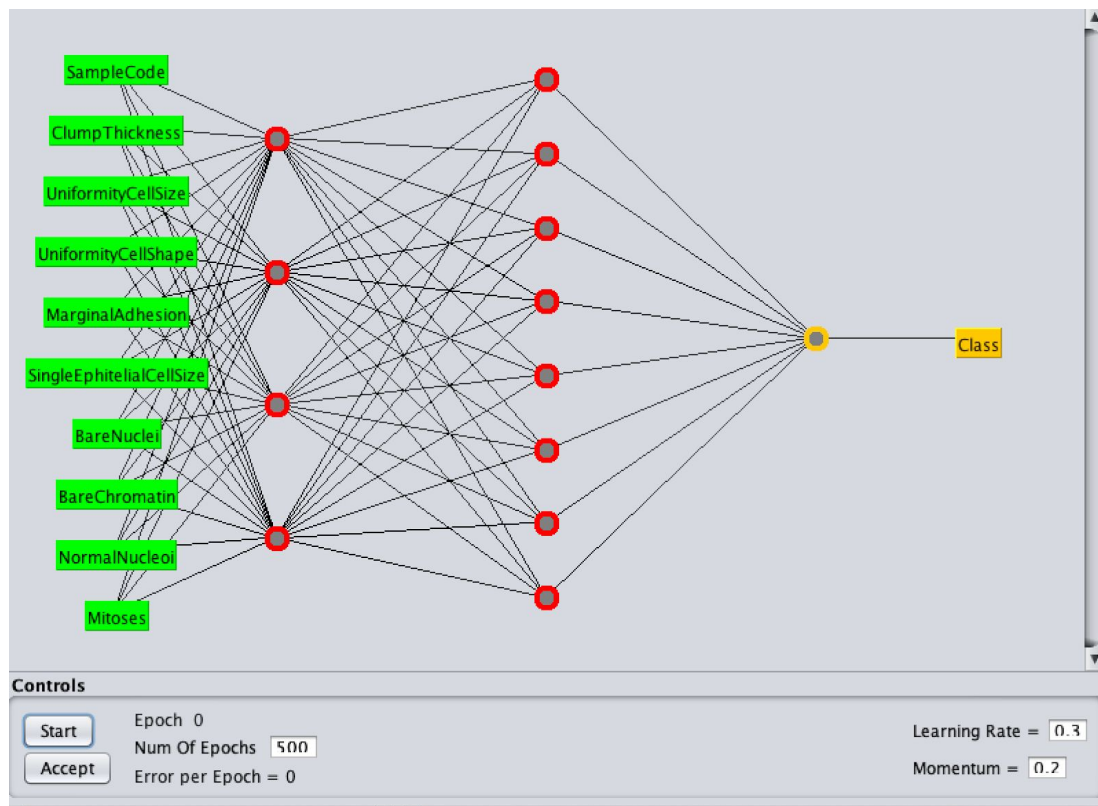 SampleCode
ClumpThickness
UniformityCellSize
UniformityCellShape
MarginalAdhesion
SingleEphitelialCellSize
BareNuclei
BareChromatin
NormalNucleoi
Mitoses
Class
Controls
Start
Accept
Epoch 0
Num Of Epochs 500
Error per Epoch = 0
Learning Rate = 0.3
Momentum = 0.2